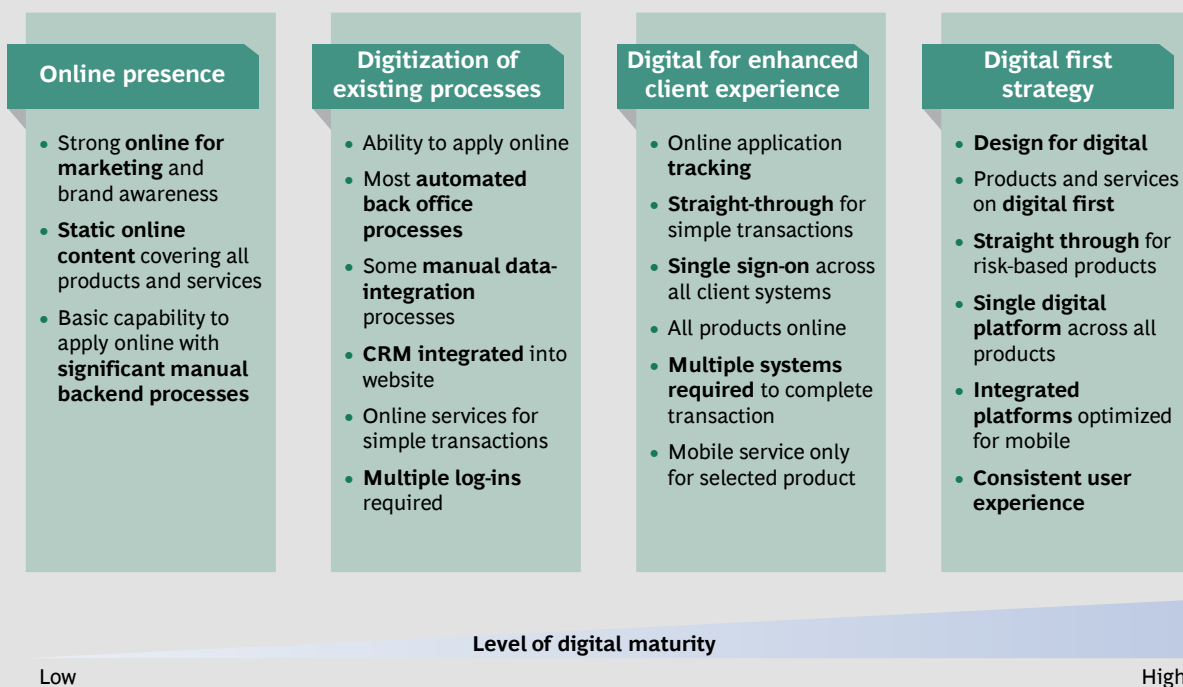 Online presence
• Strong online for
marketing and
brand awareness
• Static online
content covering all
products and services
• Basic capability to
apply online with
significant manual
backend processes
Digitization of
existing processes
• Ability to apply online
• Most automated
back office
processes
• Some manual data-
integration
processes
• CRM integrated into
website
• Online services for
simple transactions
• Multiple log-ins
required
Digital for enhanced
client experience
• Online application
tracking
• Straight-through for
simple transactions
• Single sign-on across
all client systems
• All products online
• Multiple systems
required to complete
transaction
• Mobile service only
for selected product
Digital first
strategy
• Design for digital
• Products and services
on digital first
• Straight through for
risk-based products
• Single digital
platform across all
products
• Integrated
platforms optimized
for mobile
• Consistent user
experience
Level of digital maturity
Low
High